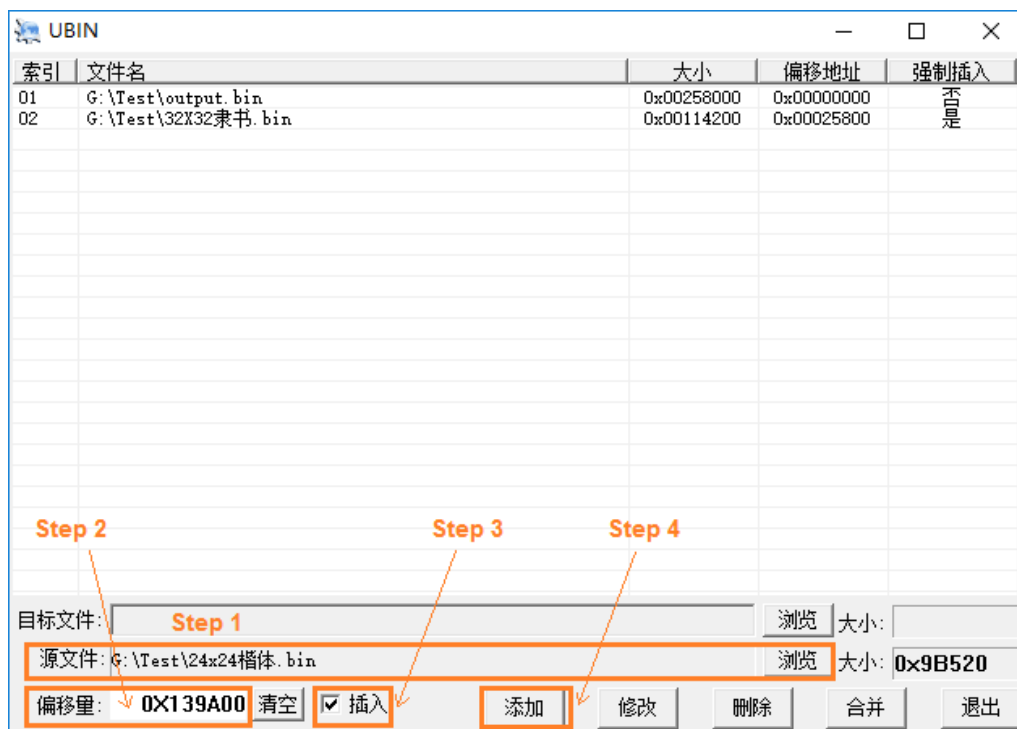 UBIN
索引 文件名 大小 偏移地址 强制插入
01 G:\Test\output.bin 0x00258000 0x00000000 否
02 G:\Test\32X32隶书.bin 0x00114200 0x00025800 是
Step 2 Step 3 Step 4
目标文件: Step 1 浏览 大小:
源文件: G:\Test\24x24楷体.bin 浏览 大小: 0x9B520
偏移量: 0X139A00 清空 插入 添加 修改 删除 合并 退出